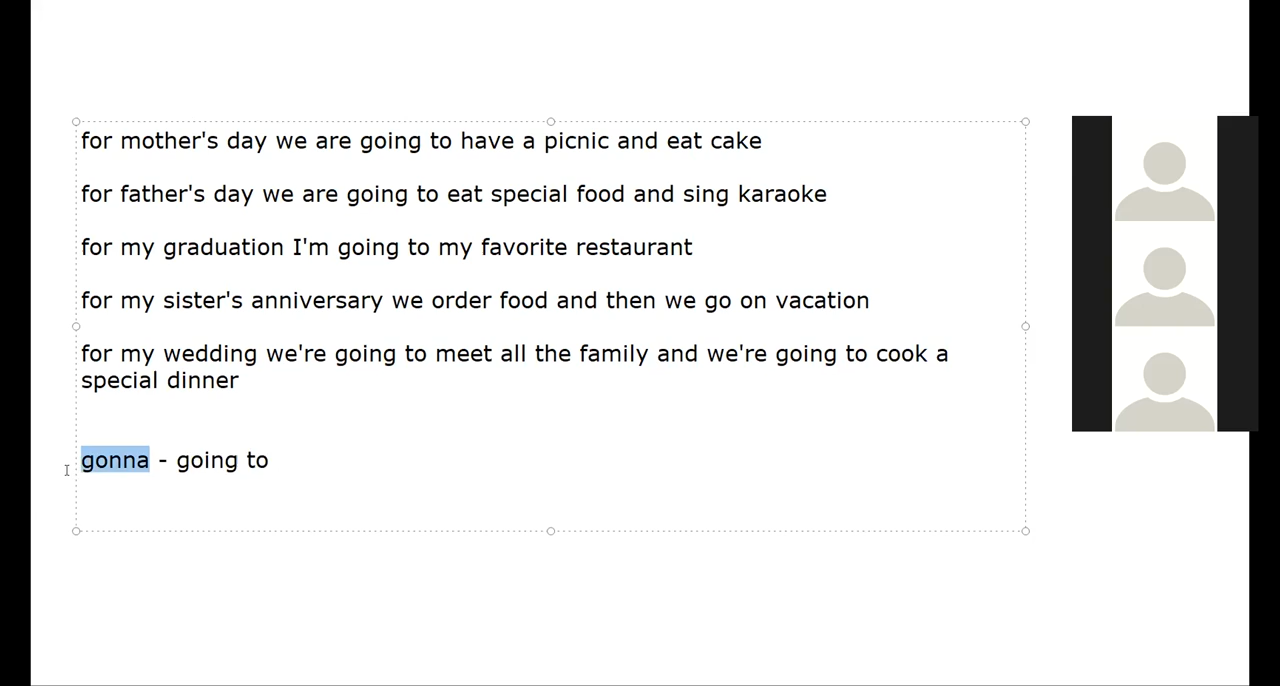 for mother's day we are going to have a picnic and eat cake
for father's day we are going to eat special food and sing karaoke
for my graduation I'm going to my favorite restaurant
for my sister's anniversary we order food and then we go on vacation
for my wedding we're going to meet all the family and we're going to cook a
special dinner
gonna - going to